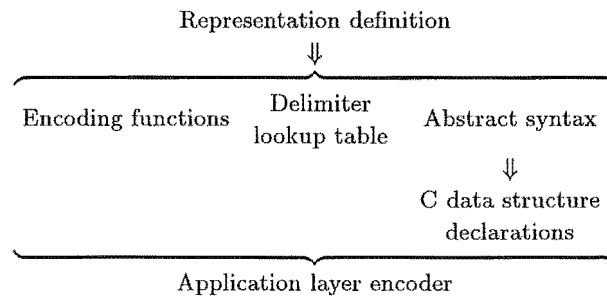 Representation definition
⇓
Encoding functions
Delimiter
lookup table
Abstract syntax
⇓
C data structure
declarations
Application layer encoder